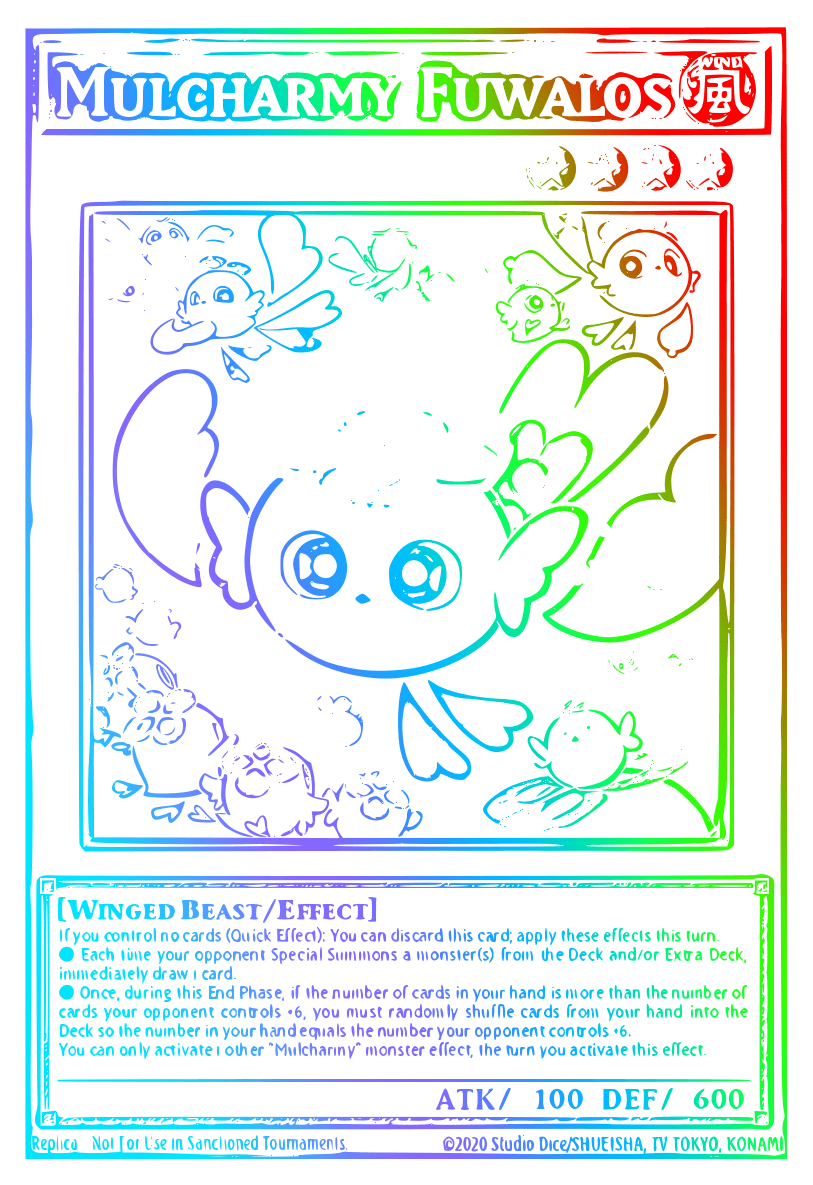 MULCHARMY FUWALOS
WIND
風
[WINGED BEAST/EFFECT]
If you control no cards (Quick Effect): You can discard this card; apply these effects this turn.
● Each time your opponent Special Summons a monster(s) from the Deck and/or Extra Deck,
immediately draw 1 card.
● Once, during this End Phase, if the number of cards in your hand is more than the number of
cards your opponent controls +6, you must randomly shuffle cards from your hand into the
Deck so the number in your hand equals the number your opponent controls +6.
You can only activate 1 other "Mulcharmy" monster effect, the turn you activate this effect.
ATK/ 100 DEF/ 600
Replica Not For Use in Sanctioned Tournaments.
©2020 Studio Dice/SHUEISHA, TV TOKYO, KONAMI